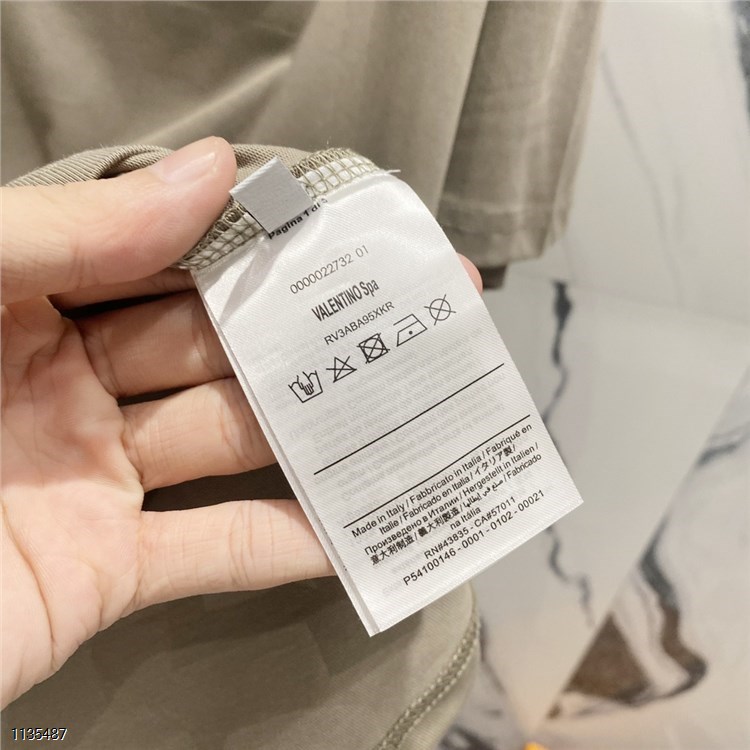 Pagina 1 di
0000022732 01
VALENTINO Spa
RV3ABA95XKR
Made in Italy / Fabbricato in Italia / Fabriqué en
Italie / Fabricado en Italia / イタリア製 /
Произведено в Италии / Hergestellt in Italien /
意大利制造 / 義大利製造 / صنع في إيطاليا / Fabricado
na Itália
RN#43835 - CA#57011
P54100146 - 0001 - 0102 - 00021
1135487